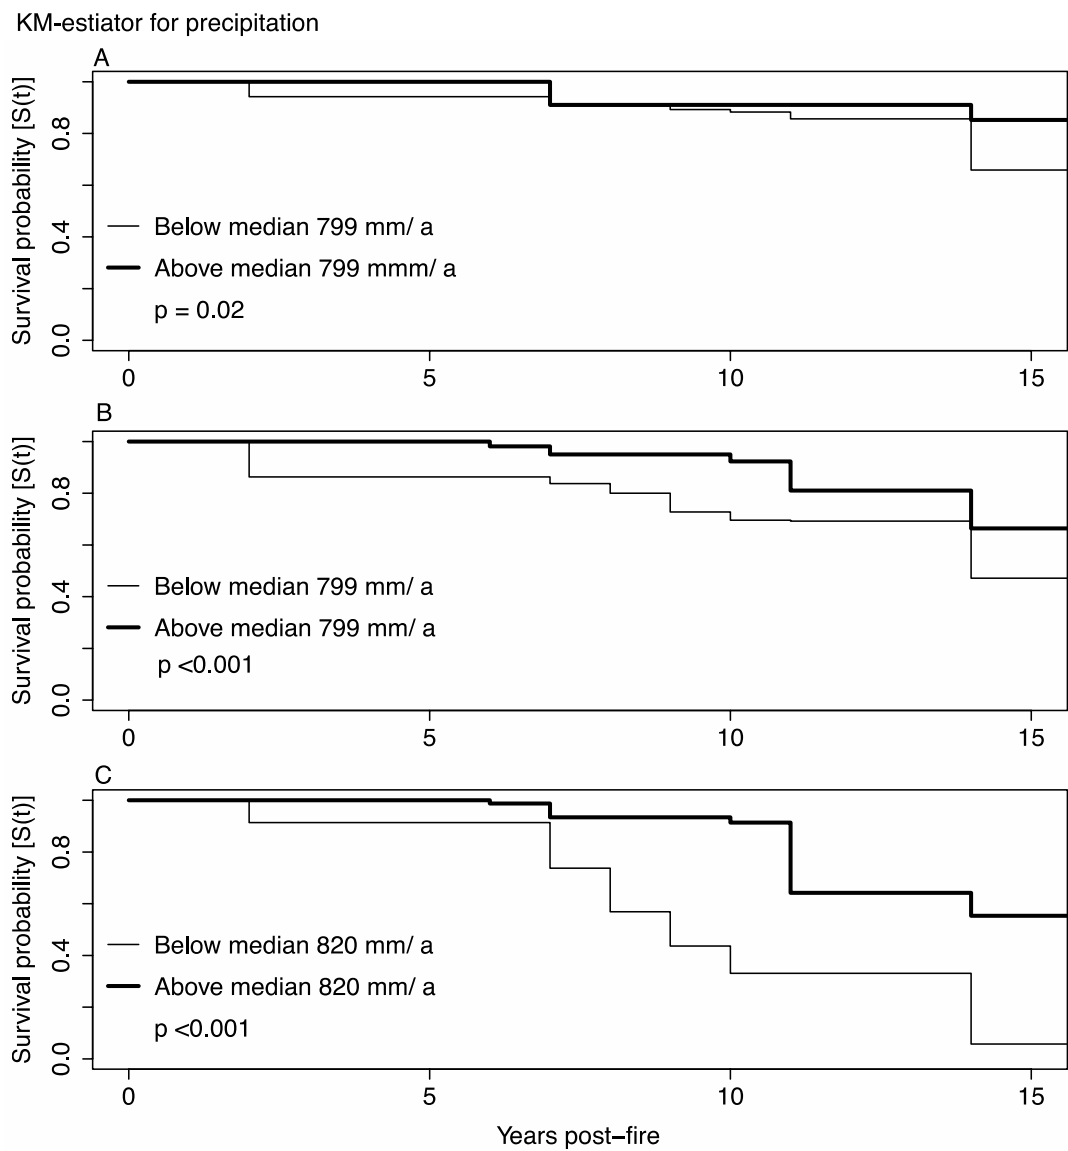 KM-estiator for precipitation
A
Survival probability [S(t)]
0.8
0.4
0.0
Below median 799 mm/ a
Above median 799 mmm/ a
p = 0.02
0 5 10 15
B
Survival probability [S(t)]
0.8
0.4
0.0
Below median 799 mm/ a
Above median 799 mm/ a
p <0.001
0 5 10 15
C
Survival probability [S(t)]
0.8
0.4
0.0
Below median 820 mm/ a
Above median 820 mm/ a
p <0.001
0 5 10 15
Years post−fire